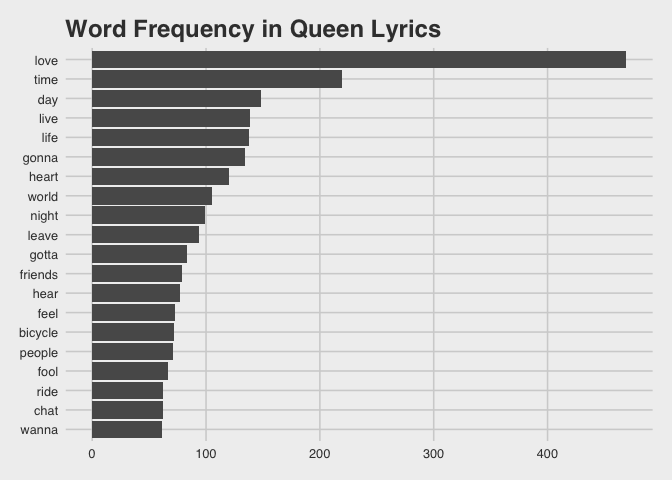 Word Frequency in Queen Lyrics
love
time
day
live
life
gonna
heart
world
night
leave
gotta
friends
hear
feel
bicycle
people
fool
ride
chat
wanna
0 100 200 300 400